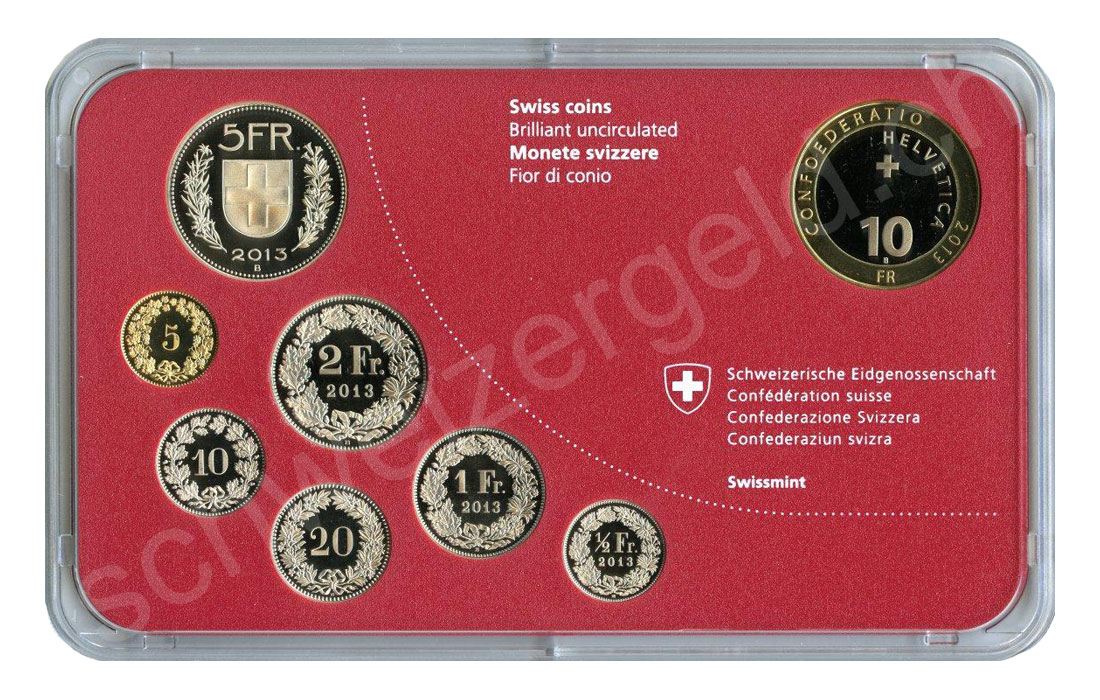 Swiss coins
Brilliant uncirculated
Monete svizzere
Fior di conio
5FR.
2013
B
CONFOEDERATIO
HELVETICA 2013
10
B
FR
5
2 Fr.
2013
10
20
1 Fr.
2013
½ Fr.
2013
Schweizerische Eidgenossenschaft
Confédération suisse
Confederazione Svizzera
Confederaziun svizra
Swissmint
schweizergeld.ch